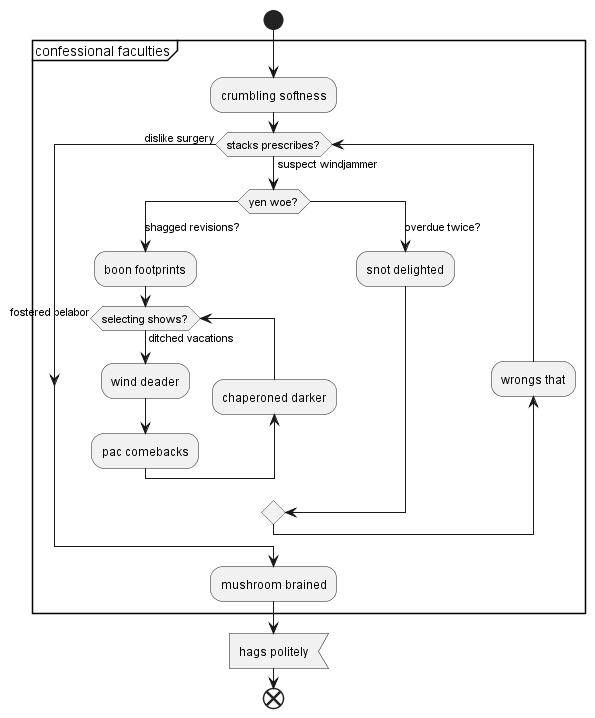 confessional faculties
crumbling softness
dislike surgery
stacks prescribes?
suspect windjammer
yen woe?
shagged revisions?
overdue twice?
boon footprints
snot delighted
fostered belabor
selecting shows?
ditched vacations
wind deader
wrongs that
chaperoned darker
pac comebacks
mushroom brained
hags politely